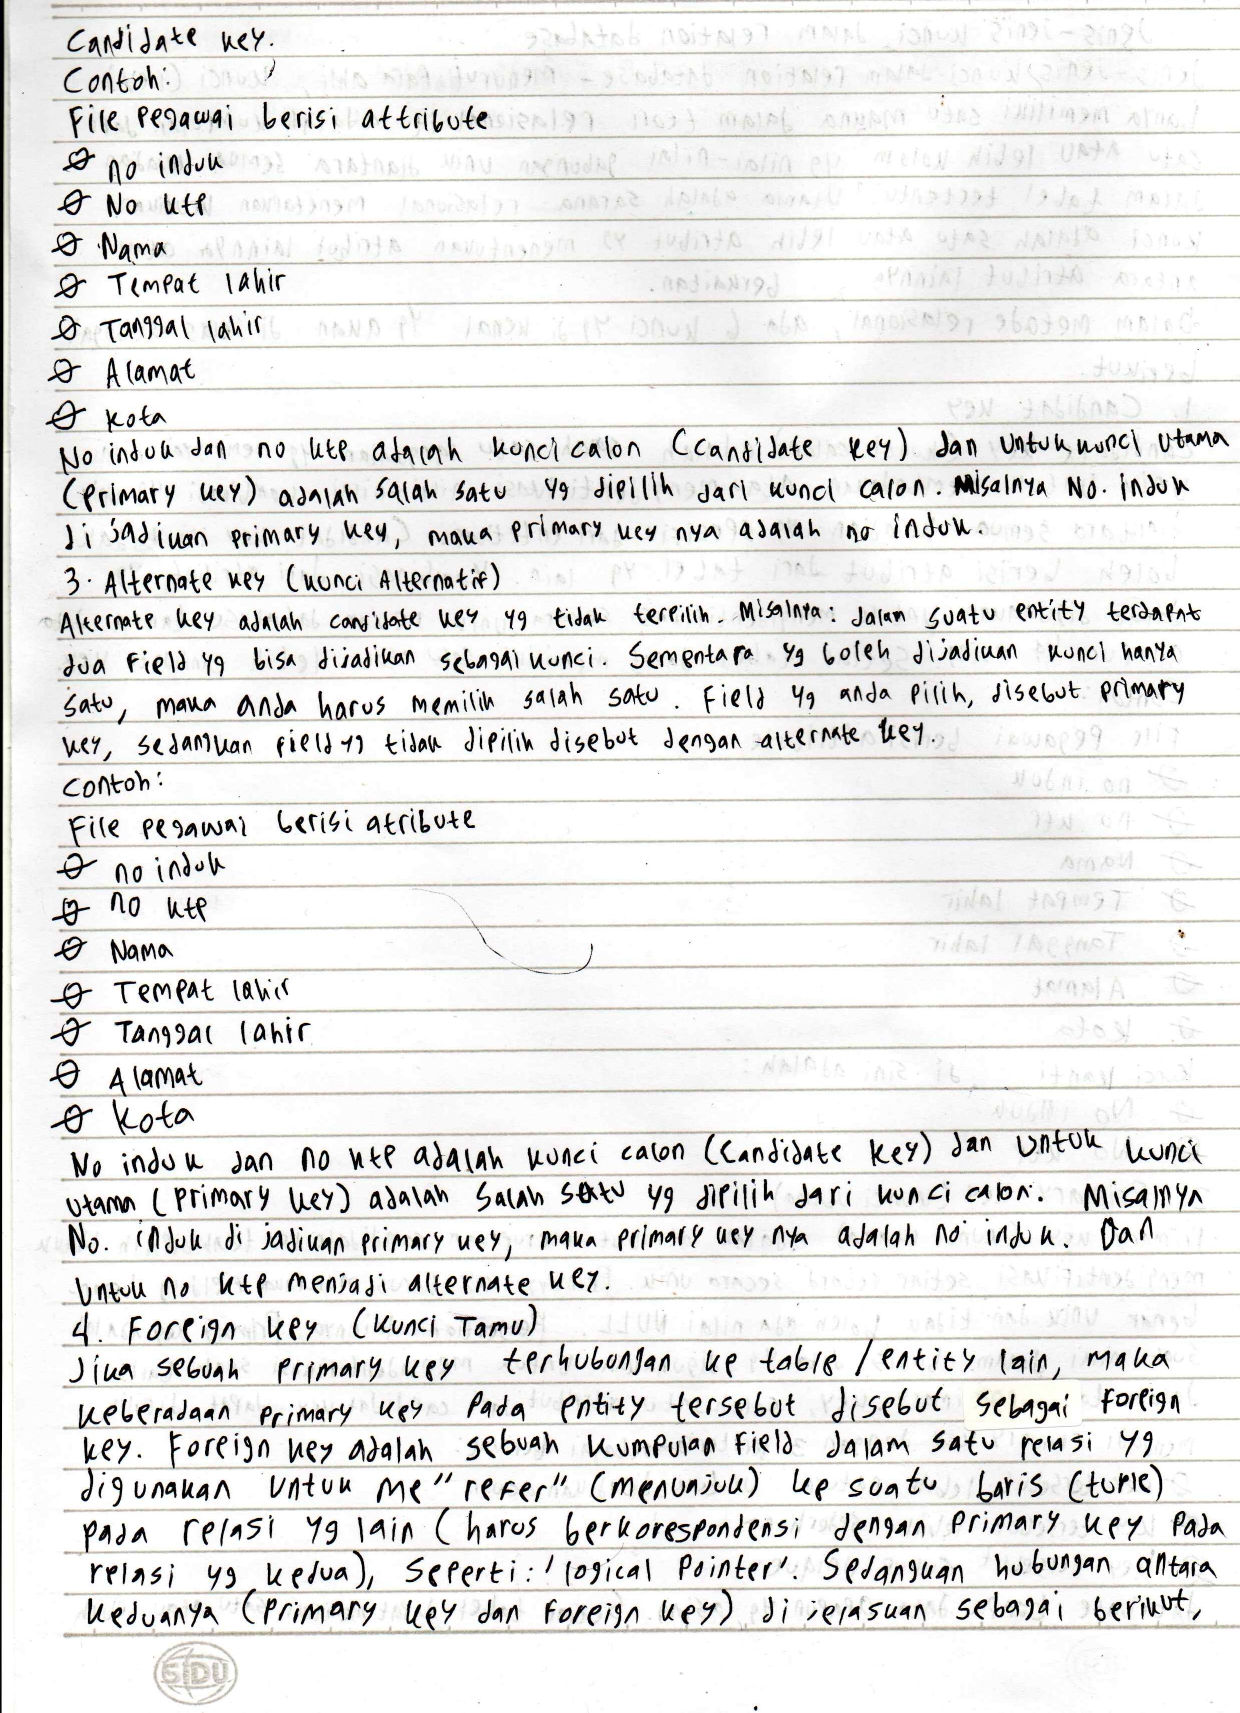 Candidate key.
Contoh:
File pegawai berisi attribute
no induk
No ktp
Nama
Tempat lahir
Tanggal lahir
Alamat
Kota
No induk dan no ktp adalah kunci calon (Candidate key) dan untuk kunci utama
(Primary key) adalah salah satu yg dipilih dari kunci calon. Misalnya No. induk
di jadikan primary key, maka primary key nya adalah no induk.
3. Alternate key (kunci Alternatif)
Alternate key adalah candidate key yg tidak terpilih. Misalnya: dalam suatu entity terdapat
dua field yg bisa dijadikan sebagai kunci. Sementara yg boleh dijadikan kunci hanya
satu, maka anda harus memilih salah satu. Field yg anda pilih, disebut primary
key, sedangkan field yg tidak dipilih disebut dengan alternate key.
Contoh:
File pegawai berisi atribute
no induk
no ktp
Nama
Tempat lahir
Tanggal lahir
Alamat
Kota
No induk dan no ktp adalah kunci calon (Candidate key) dan untuk kunci
utama (Primary key) adalah salah satu yg dipilih dari kunci calon. Misalnya
No. induk di jadikan primary key, maka primary key nya adalah no induk. Dan
untuk no ktp menjadi alternate key.
4. Foreign key (kunci Tamu)
Jika sebuah primary key terhubungan ke table/entity lain, maka
keberadaan primary key pada entity tersebut disebut sebagai foreign
key. Foreign key adalah sebuah kumpulan field dalam satu relasi yg
digunakan untuk me"refer" (menunjuk) ke suatu baris (tuple)
pada relasi yg lain (harus berkorespondensi dengan primary key pada
relasi yg kedua), seperti: 'logical pointer'. Sedangkan hubungan antara
keduanya (primary key dan foreign key) di jelaskan sebagai berikut,
SIDU